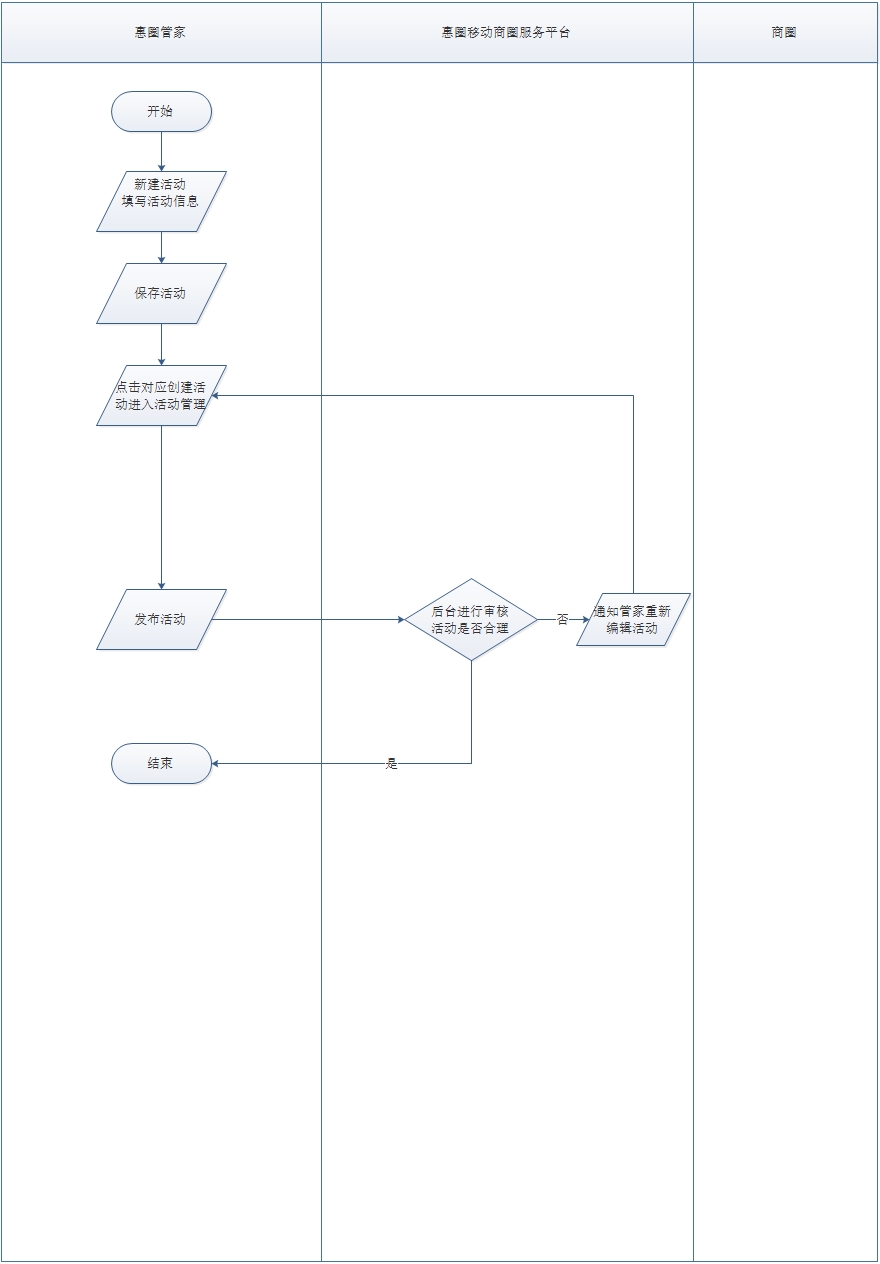 惠圈管家
惠圈移动商圈服务平台
商圈
开始
新建活动
填写活动信息
保存活动
点击对应创建活
动进入活动管理
发布活动
后台进行审核
活动是否合理
否
通知管家重新
编辑活动
是
结束